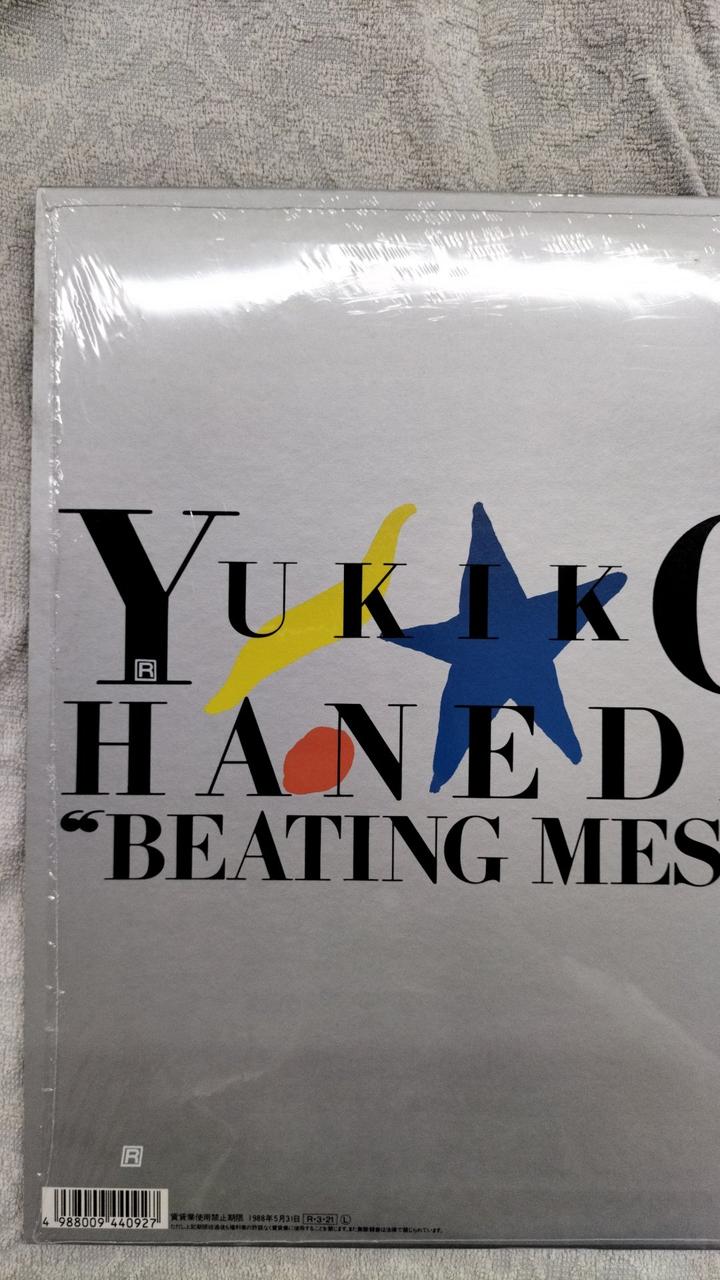 YUKIKO
R
HANED
“BEATING MES
R
4 988009 440927
賃貸業使用禁止期限 1988年5月31日 R・3・21 L